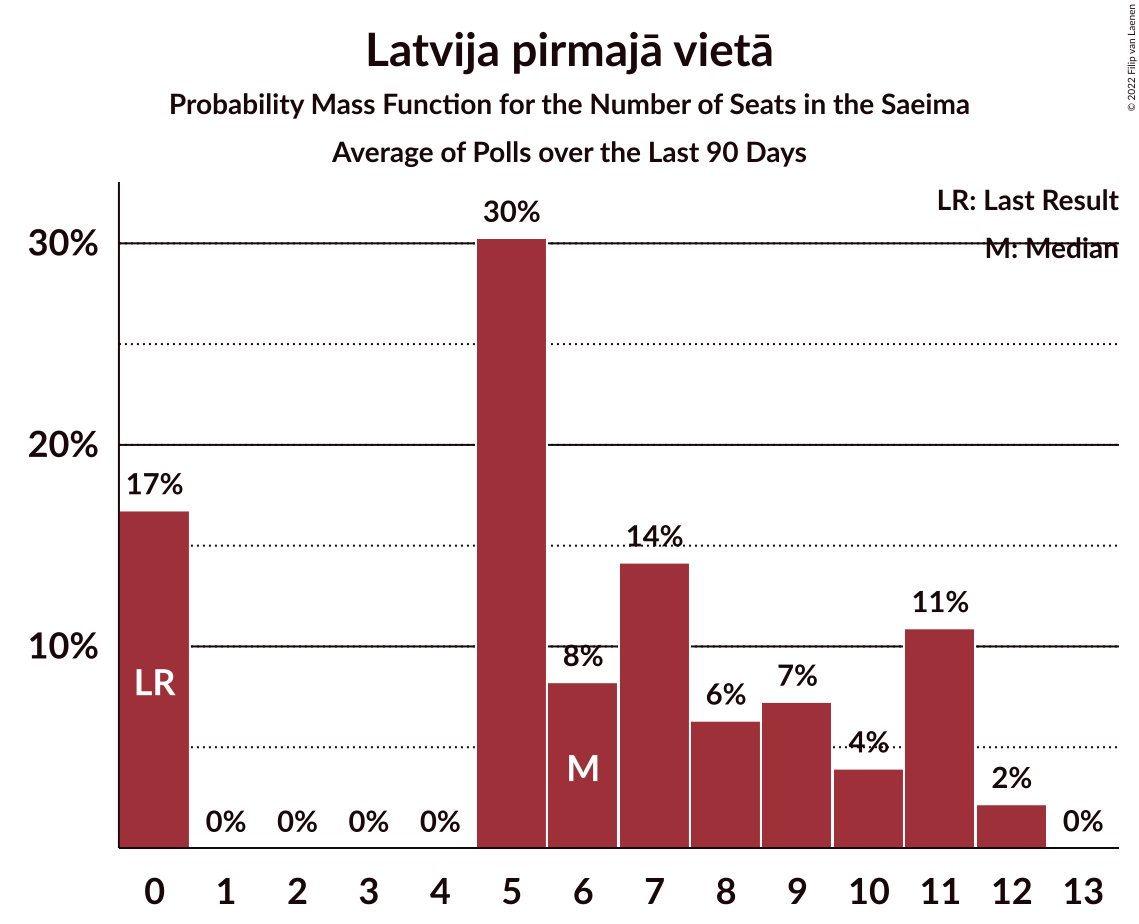 Latvija pirmajā vietā
Probability Mass Function for the Number of Seats in the Saeima
Average of Polls over the Last 90 Days
© 2022 Filip van Laenen
LR: Last Result
M: Median
30%
20%
10%
17%
0%
0%
0%
0%
30%
8%
14%
6%
7%
4%
11%
2%
0%
LR
M
0 1 2 3 4 5 6 7 8 9 10 11 12 13